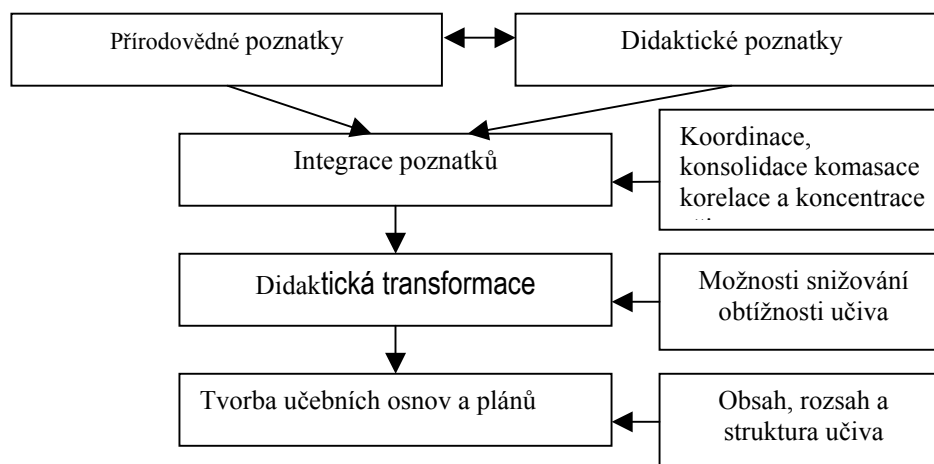 Přírodovědné poznatky
Didaktické poznatky
Integrace poznatků
Koordinace,
konsolidace komasace
korelace a koncentrace
Didaktická transformace
Možnosti snižování
obtížnosti učiva
Tvorba učebních osnov a plánů
Obsah, rozsah a
struktura učiva